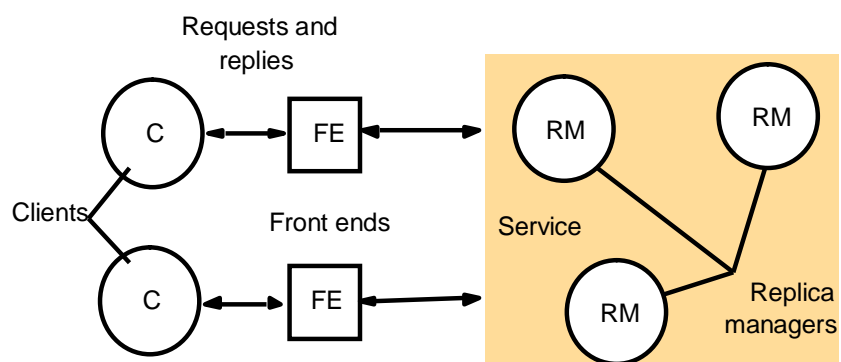 Requests and
replies
C
FE
RM
RM
Clients
Front ends
Service
C
FE
RM
Replica
managers